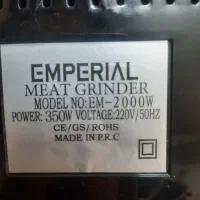 EMPERIAL
MEAT GRINDER
MODEL NO:EM-2000W
POWER: 350W VOLTAGE:220V/50HZ
CE/GS/ROHS
MADE IN P.R.C